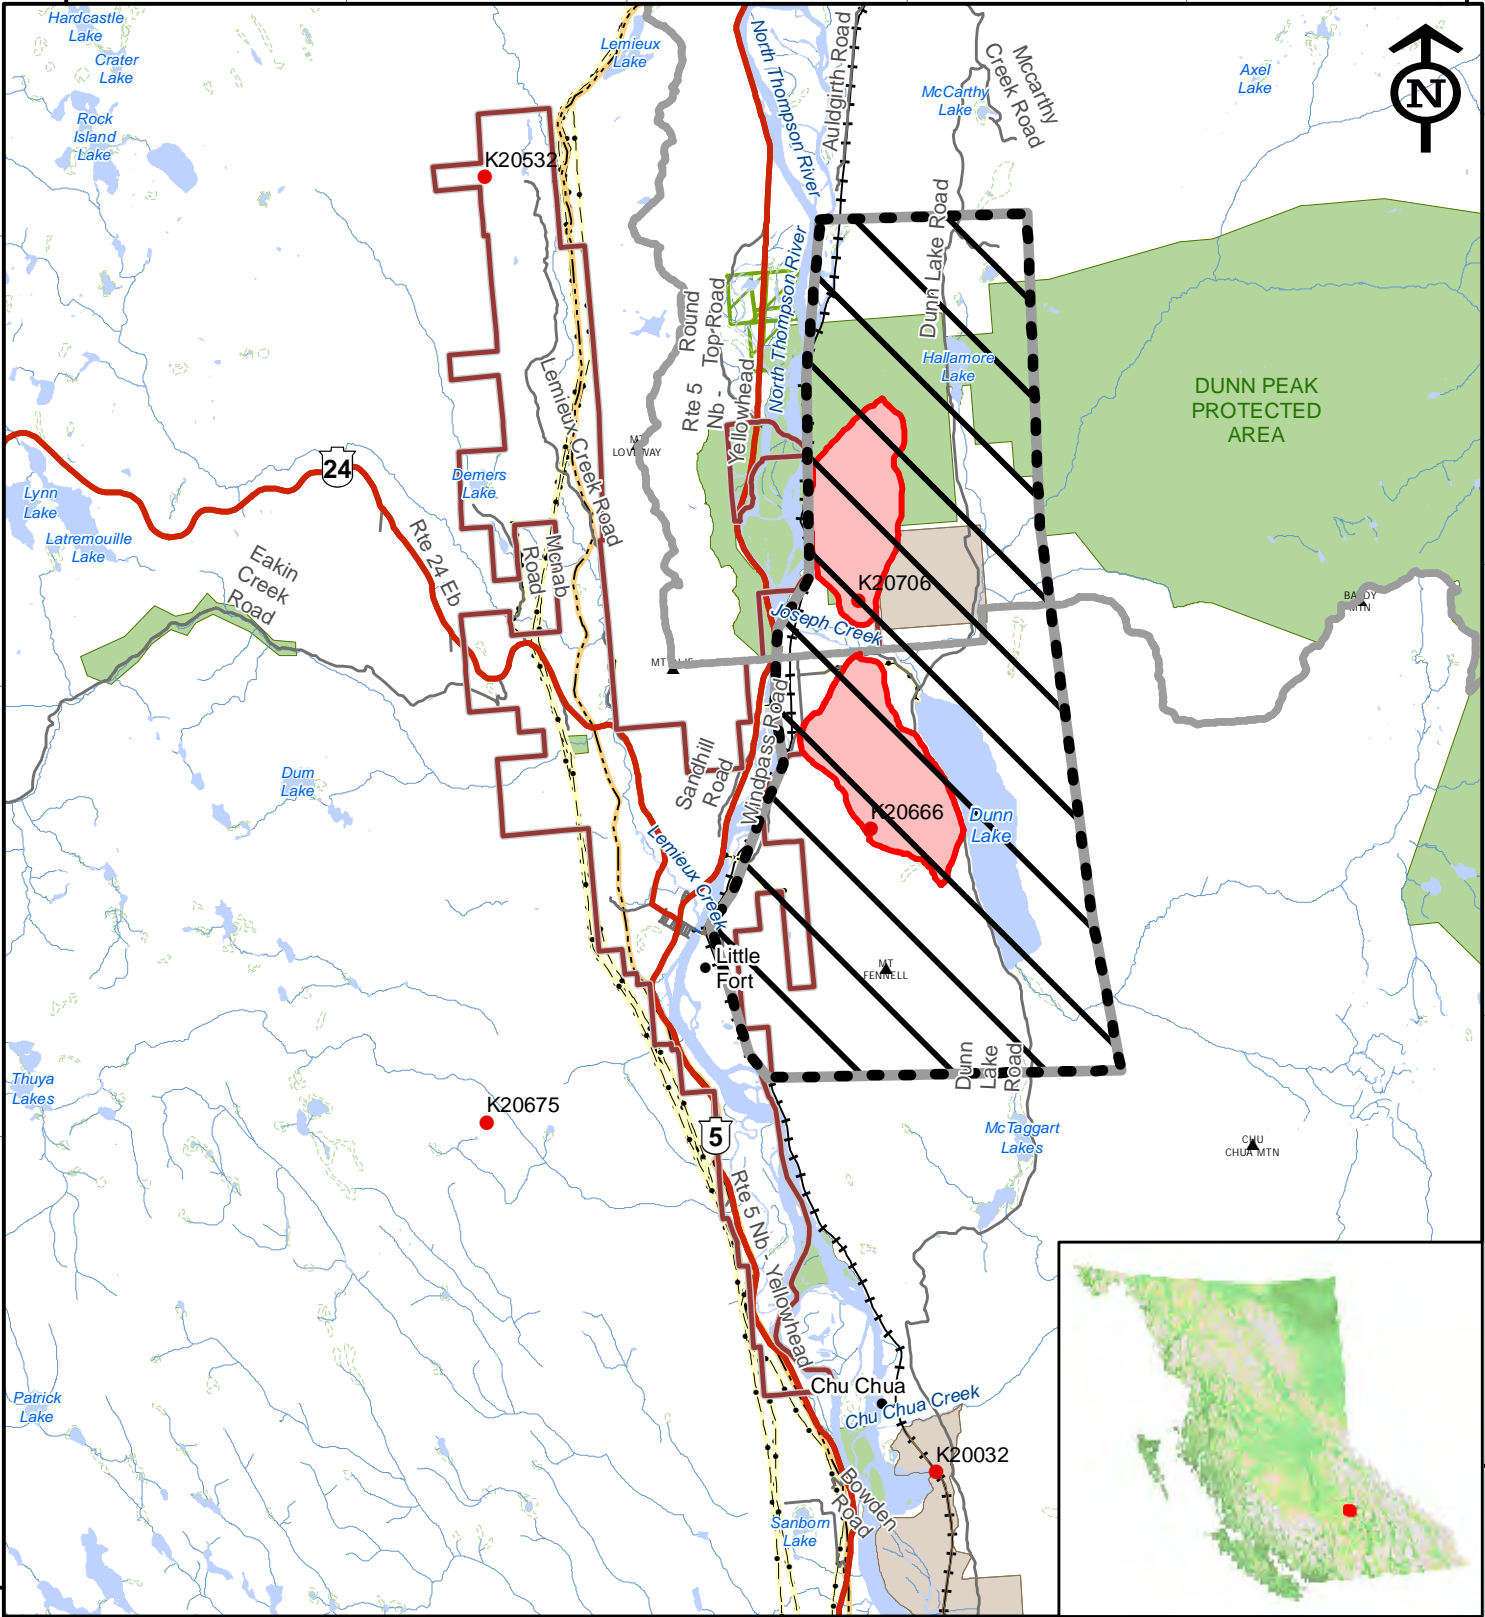 Hardcastle
Lake
Crater
Lake
Rock
Island
Lake
Lemieux
Lake
North Thompson River
Auldgirth Road
Mccarthy
Creek Road
McCarthy
Lake
Axel
Lake
N
K20532
Dunn Lake Road
North Thompson River
Round
Top Road
Rte 5
Nb -
Yellowhead
Hallamore
Lake
DUNN PEAK
PROTECTED
AREA
Lemieux Creek Road
24
Demers
Lake
Lynn
Lake
Latremouille
Lake
Rte 24 Eb
Mcnab
Road
Eakin
Creek
Road
K20706
Joseph Creek
BALDY
MTN
Windpass Road
Sandhill
Road
Dum
Lake
K20666
Dunn
Lake
Lemieux Creek
Little
Fort
MT
FENNELL
Dunn
Lake
Road
Thuya
Lakes
K20675
5
McTaggart
Lakes
CHU
CHUA MTN
Rte 5 Nb - Yellowhead
Chu Chua
Chu Chua Creek
Patrick
Lake
K20032
Bowden
Road
Sanborn
Lake